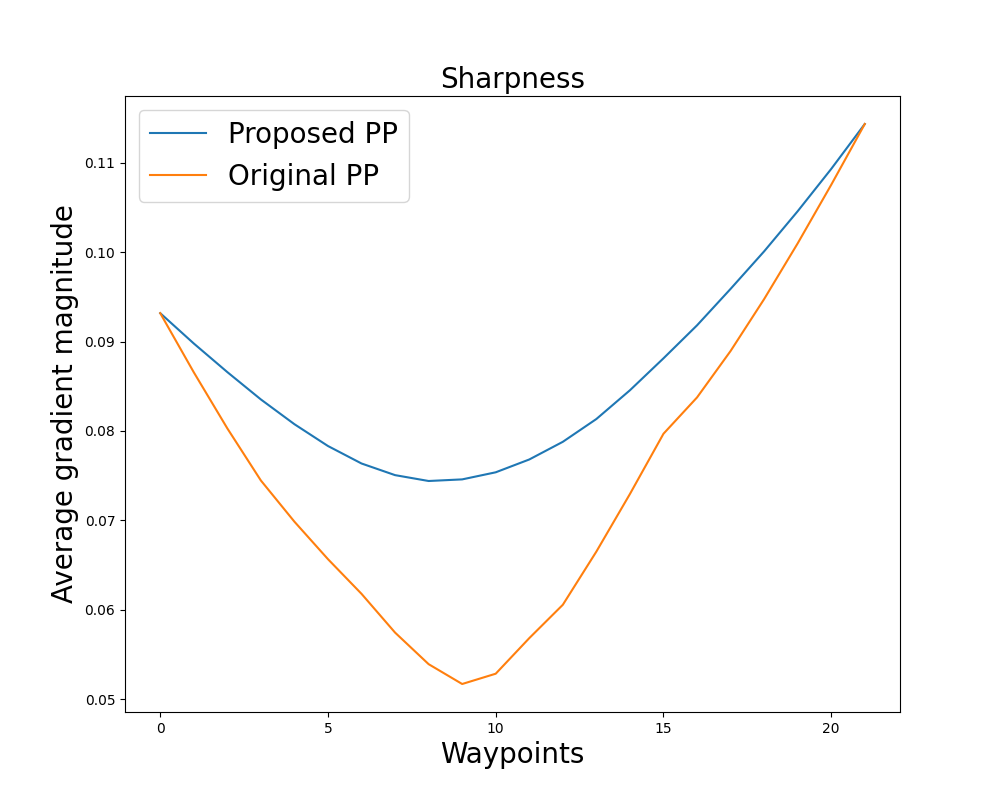 Sharpness
Proposed PP
Original PP
Average gradient magnitude
0.11
0.10
0.09
0.08
0.07
0.06
0.05
0 5 10 15 20
Waypoints